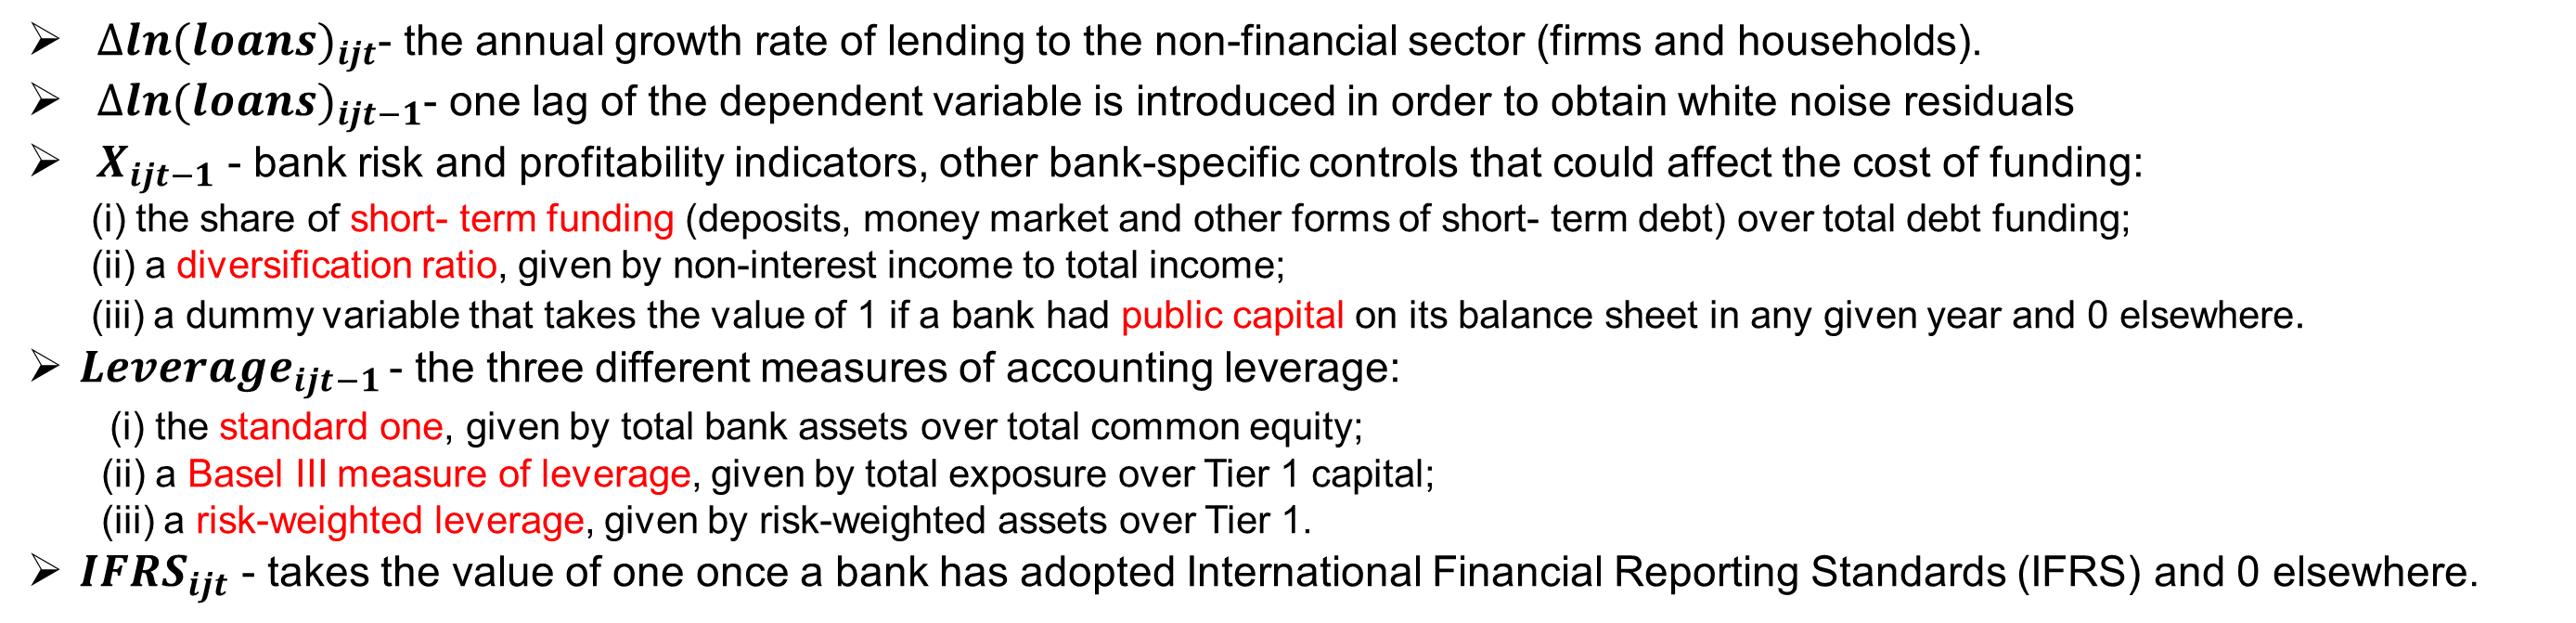 ➢ Δln(loans)ijt- the annual growth rate of lending to the non-financial sector (firms and households).
➢ Δln(loans)ijt−1- one lag of the dependent variable is introduced in order to obtain white noise residuals
➢ Xijt−1 - bank risk and profitability indicators, other bank-specific controls that could affect the cost of funding:
(i) the share of short- term funding (deposits, money market and other forms of short- term debt) over total debt funding;
(ii) a diversification ratio, given by non-interest income to total income;
(iii) a dummy variable that takes the value of 1 if a bank had public capital on its balance sheet in any given year and 0 elsewhere.
➢ Leverageijt−1 - the three different measures of accounting leverage:
(i) the standard one, given by total bank assets over total common equity;
(ii) a Basel III measure of leverage, given by total exposure over Tier 1 capital;
(iii) a risk-weighted leverage, given by risk-weighted assets over Tier 1.
➢ IFRSijt - takes the value of one once a bank has adopted International Financial Reporting Standards (IFRS) and 0 elsewhere.